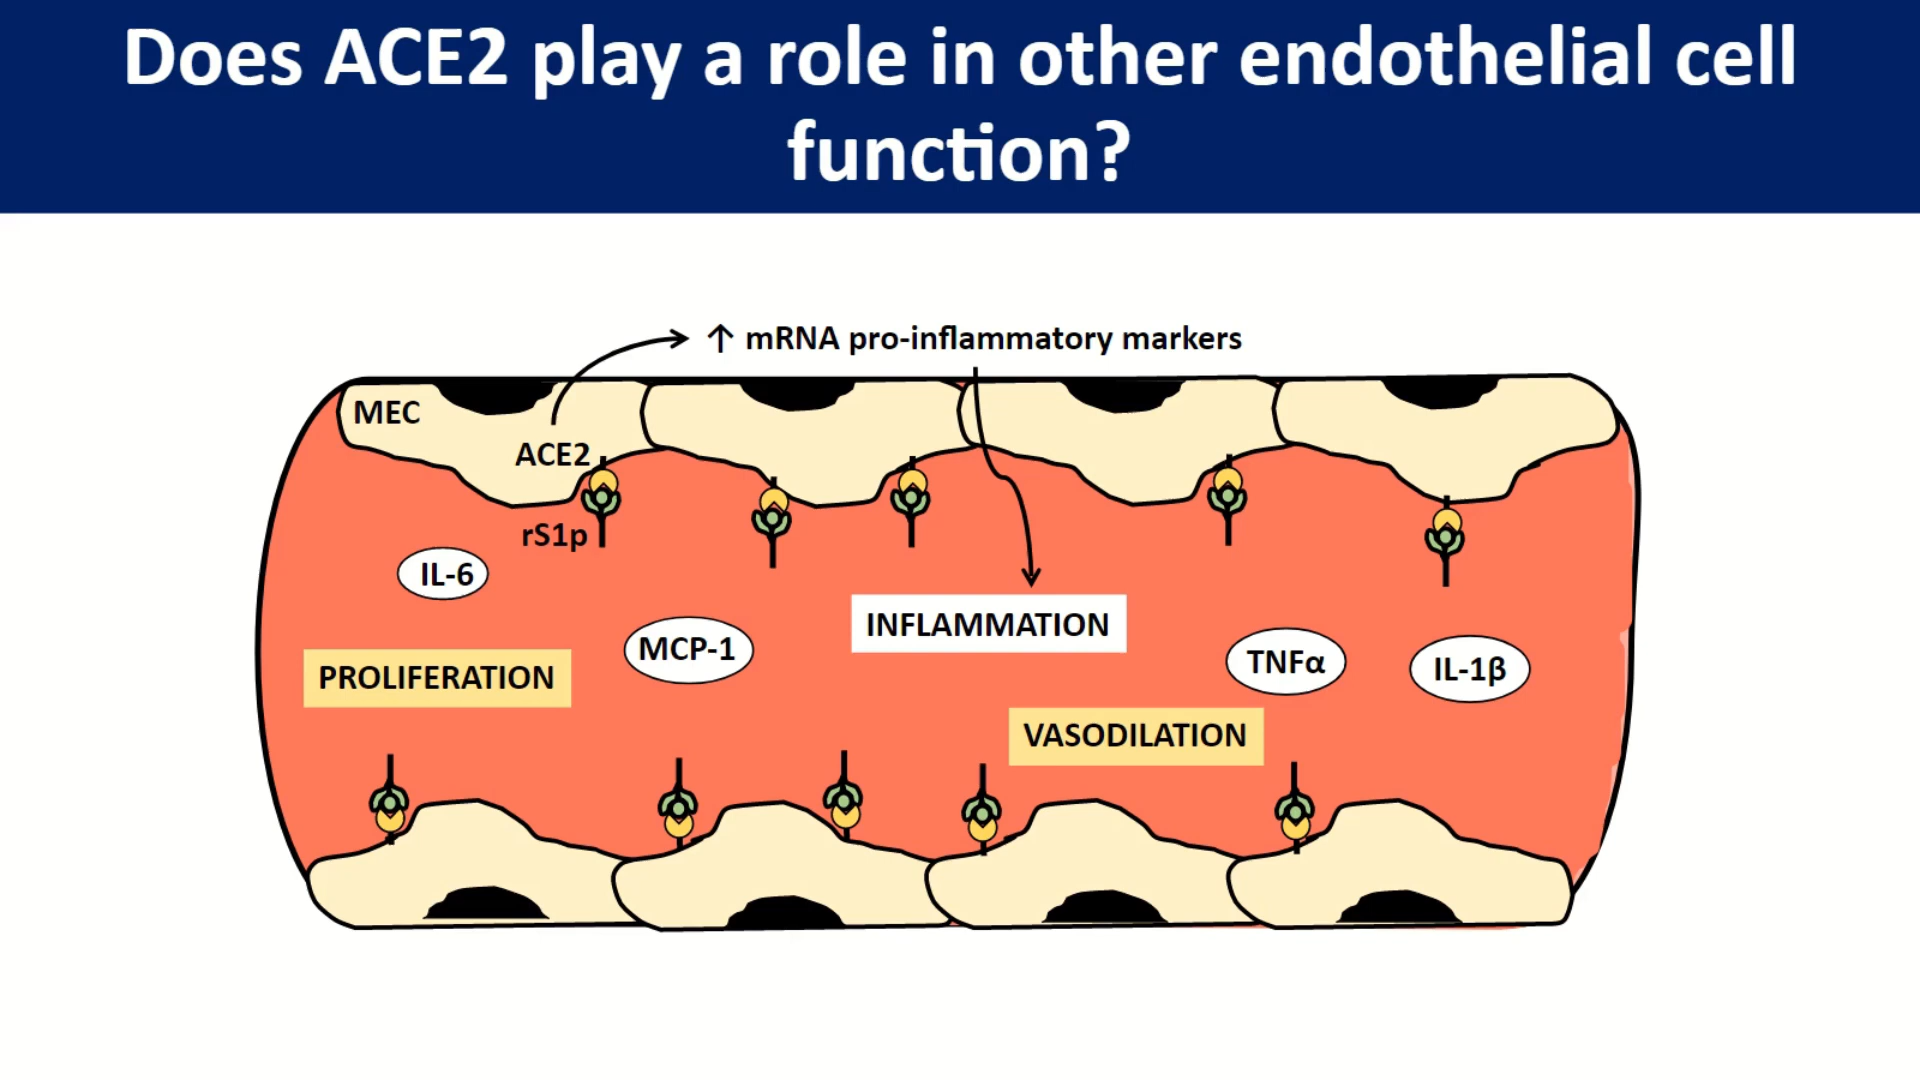 Does ACE2 play a role in other endothelial cell
function?
↑ mRNA pro-inflammatory markers
MEC
ACE2
rS1p
IL-6
INFLAMMATION
MCP-1
TNFα
IL-1β
PROLIFERATION
VASODILATION